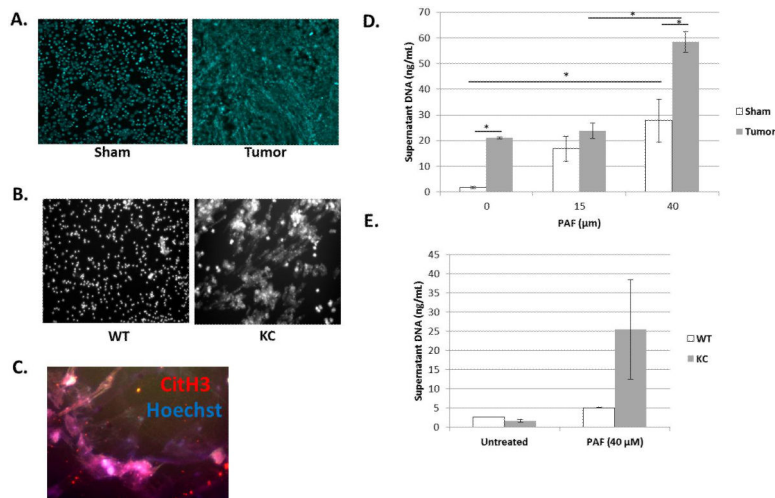 A.
Sham Tumor
B.
WT KC
C.
CitH3
Hoechst
D.
Supernatant DNA (ng/mL)
70
60
50
40
30
20
10
0
*
*
*
*
0 15 40
PAF (μm)
Sham
Tumor
E.
Supernatant DNA (ng/mL)
45
40
35
30
25
20
15
10
5
0
Untreated PAF (40 μM)
WT
KC